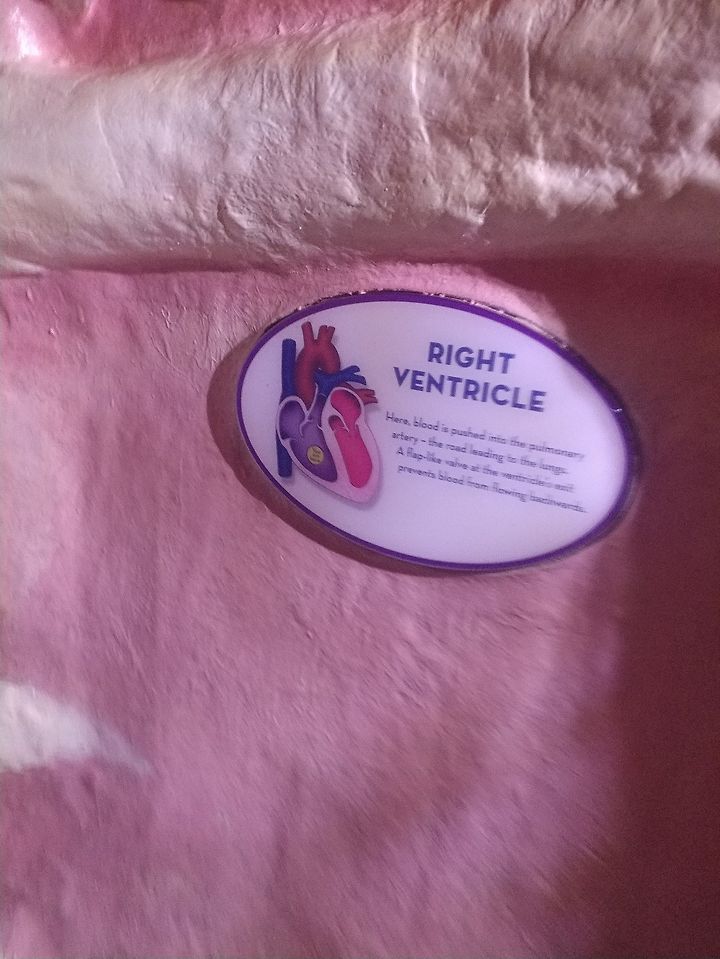 RIGHT
VENTRICLE
Here, blood is pushed into the pulmonary
artery – the road leading to the lungs.
A flap-like valve at the ventricle's exit
prevents blood from flowing backwards.